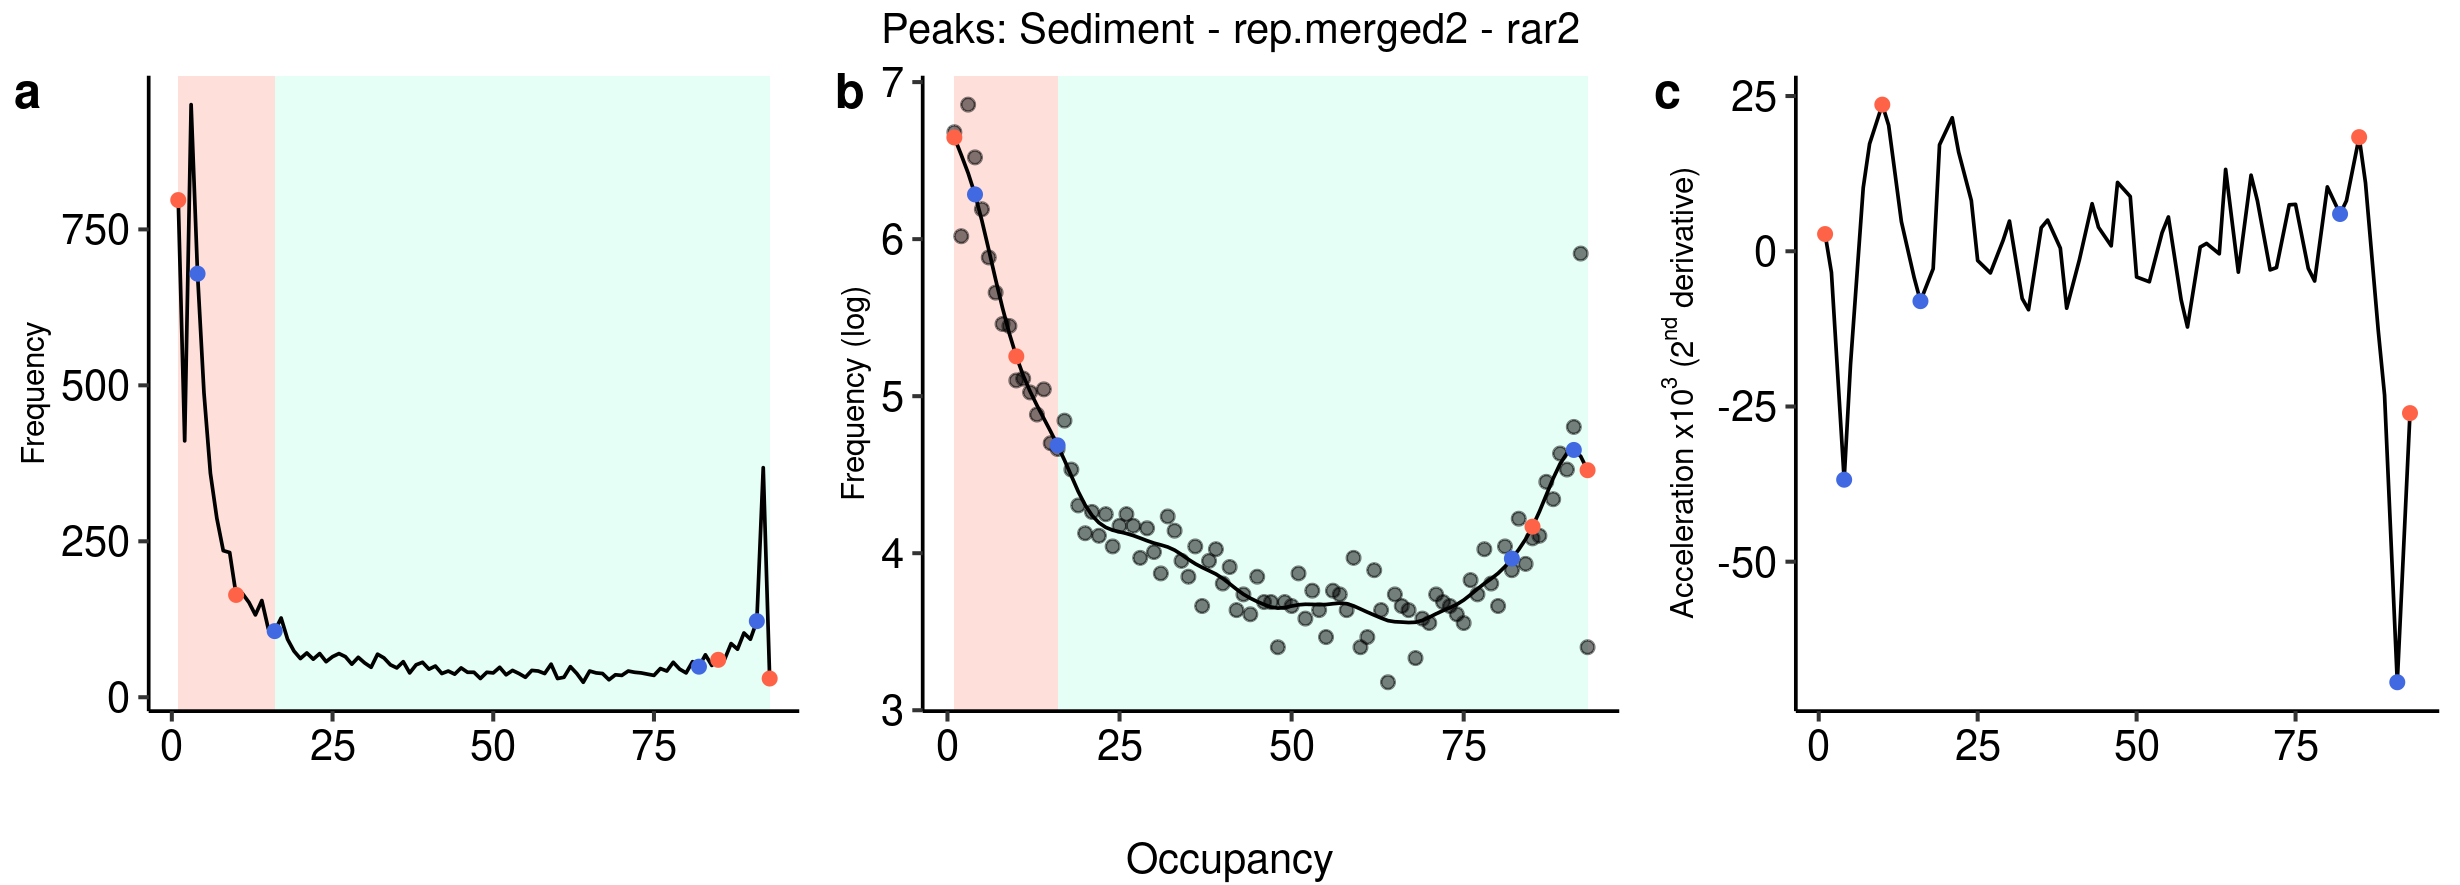 Peaks: Sediment - rep.merged2 - rar2
a
Frequency
750
500
250
0
0 25 50 75
b
Frequency (log)
7
6
5
4
3
0 25 50 75
c
Acceleration x10³ (2ⁿᵈ derivative)
25
0
-25
-50
0 25 50 75
Occupancy